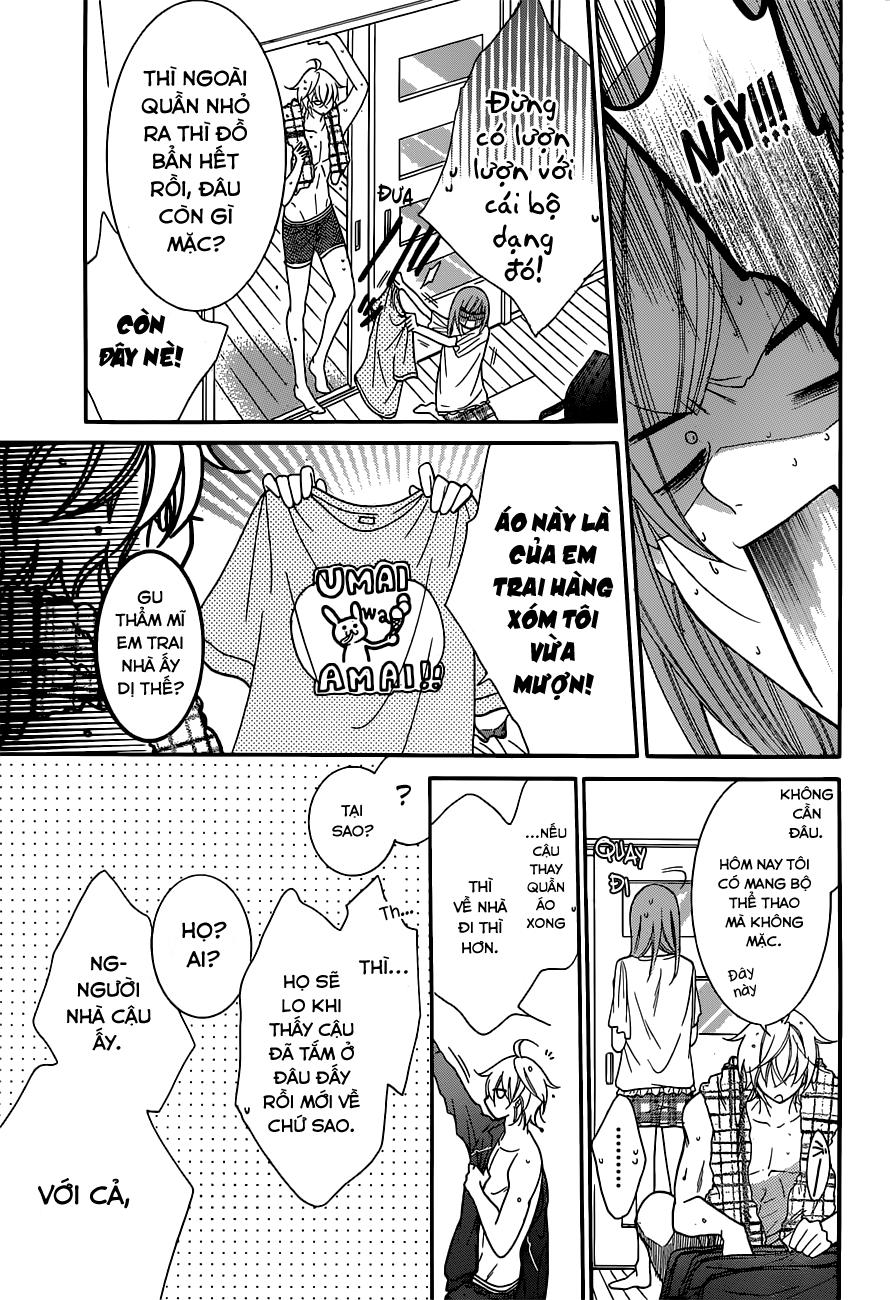 NÀY!!!
Đừng
có lượn
lượn với
cái bộ
dạng
đó!
ĐƯA
THÌ NGOÀI
QUẦN NHỎ
RA THÌ ĐỒ
BẨN HẾT
RỒI, ĐÂU
CÒN GÌ
MẶC?
CÒN
ĐÂY NÈ!
ÁO NÀY LÀ
CỦA EM
TRAI HÀNG
XÓM TÔI
VỪA
MƯỢN!
UMAI
wa
AMAI!!
GU
THẨM MĨ
EM TRAI
NHÀ ẤY
DỊ THẾ?
KHÔNG
CẦN
ĐÂU.
HÔM NAY TÔI
CÓ MANG BỘ
THỂ THAO
MÀ KHÔNG
MẶC.
Đây
này
QUAY
ĐI
...NẾU
CẬU
THAY
QUẦN
ÁO
XONG
THÌ
VỀ NHÀ
ĐI THÌ
HƠN.
?
TẠI
SAO?
Th...
THÌ...
HỌ SẼ
LO KHI
THẤY CẬU
ĐÃ TẮM Ở
ĐÂU ĐẤY
RỒI MỚI VỀ
CHỨ SAO.
HỌ?
AI?
NG-
NGƯỜI
NHÀ CẬU
ẤY.
VỚI CẢ,